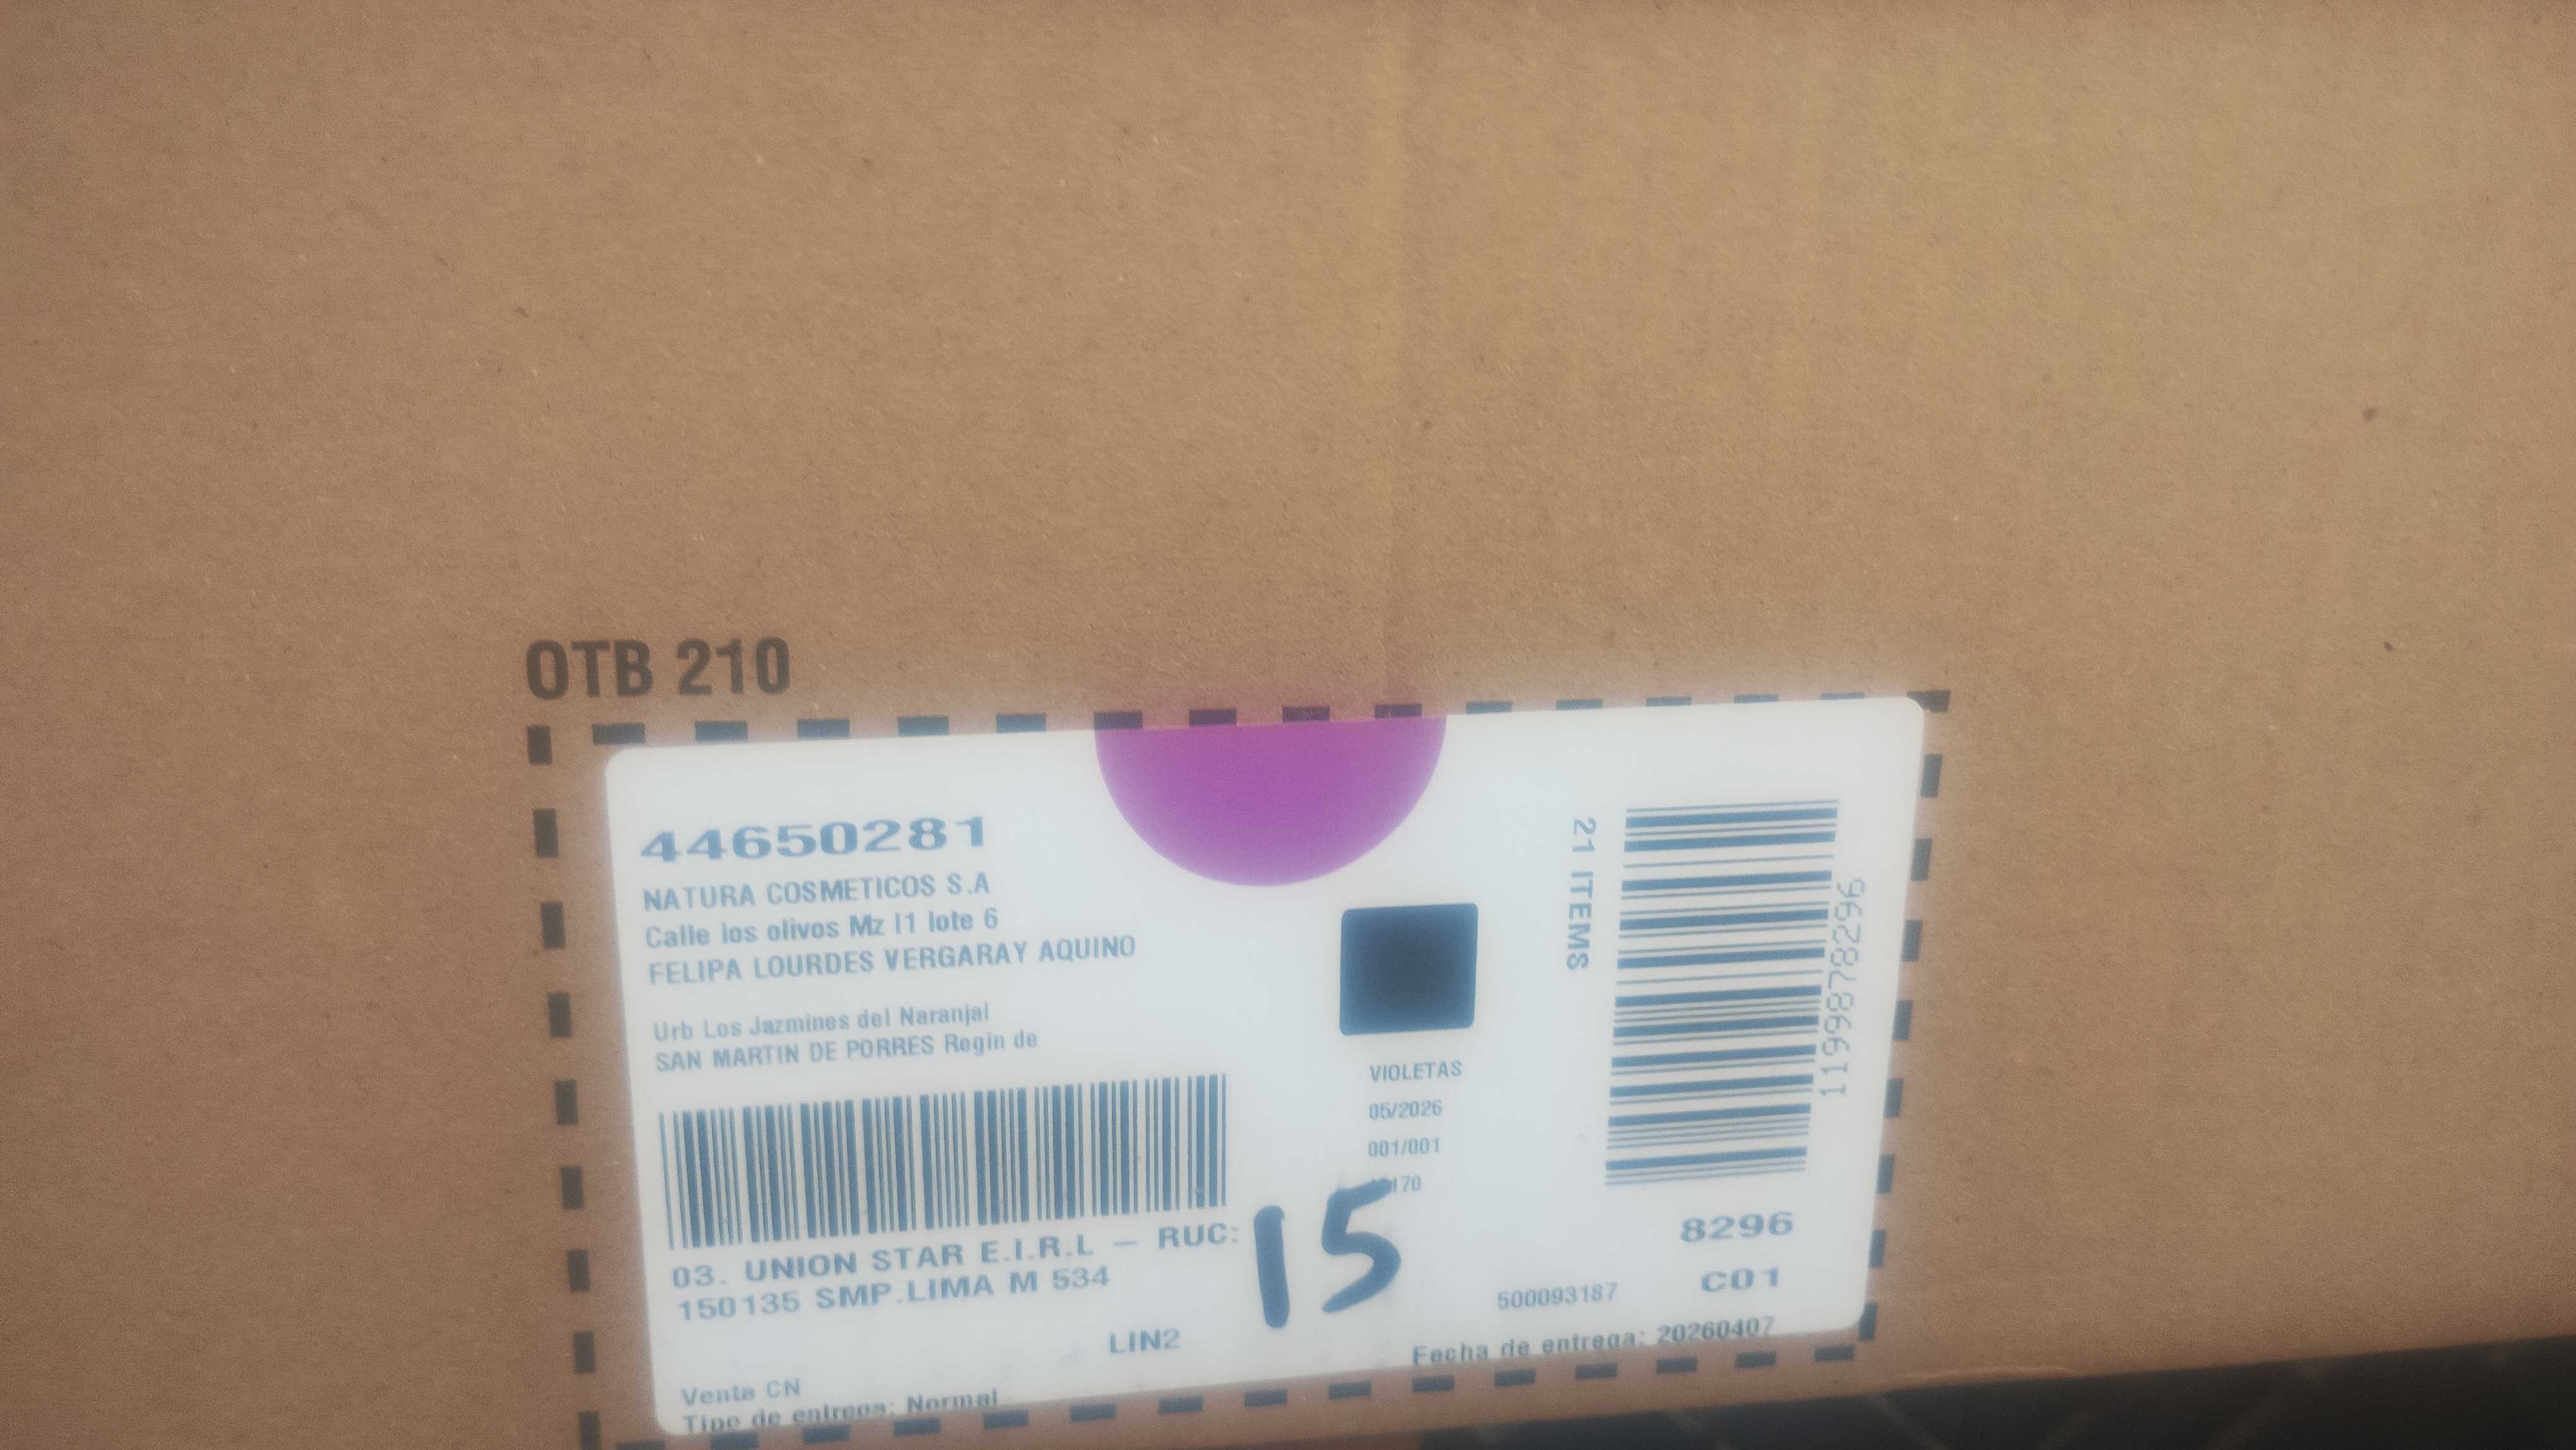 OTB 210
44650281
NATURA COSMETICOS S.A
Calle los olivos Mz I1 lote 6
FELIPA LOURDES VERGARAY AQUINO
Urb Los Jazmines del Naranjal
SAN MARTIN DE PORRES Regin de
03. UNION STAR E.I.R.L – RUC:
150135 SMP.LIMA M 534
LIN2
Venta CN
Tipo de entrega: Normal
VIOLETAS
05/2026
001/001
15
21 ITEMS
1199878296
8296
C01
500093187
Fecha de entrega: 20260407